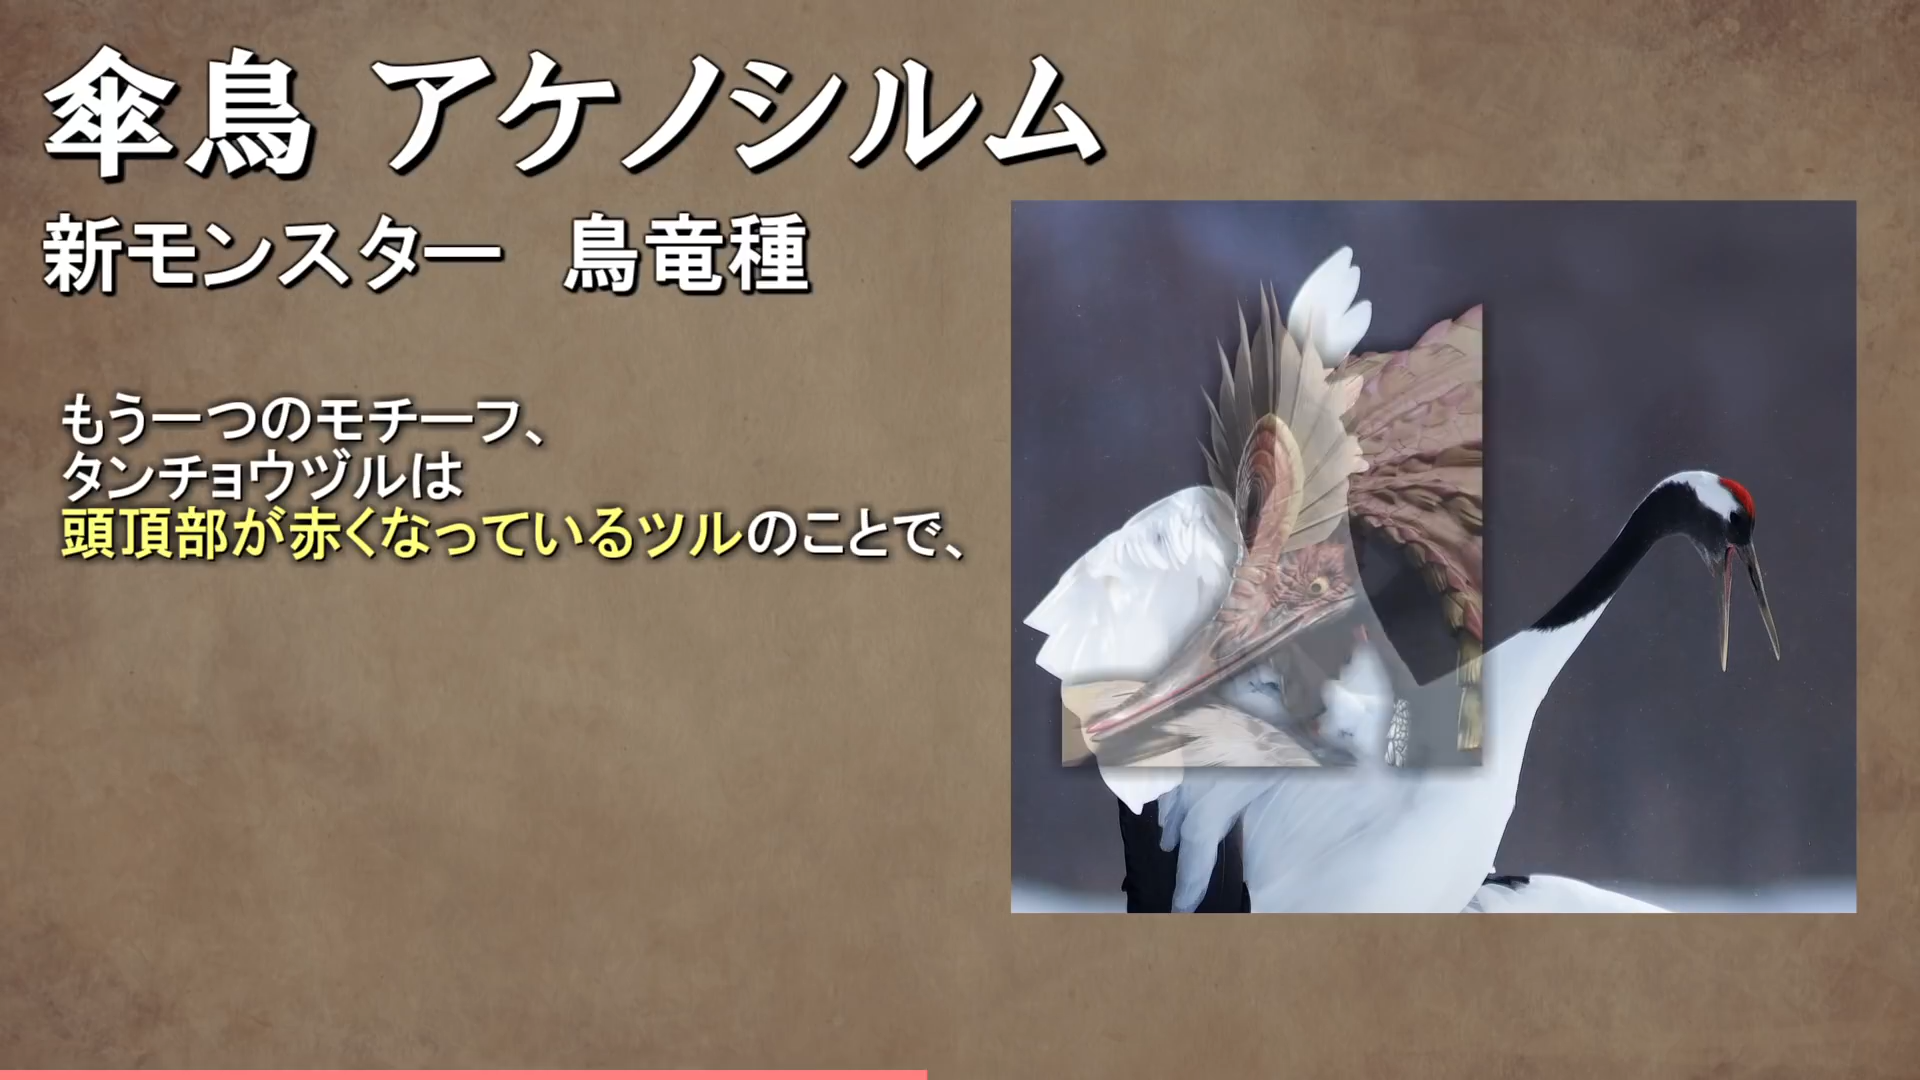 傘鳥 アケノシルム
新モンスター　鳥竜種
もう一つのモチーフ、
タンチョウヅルは
頭頂部が赤くなっているツルのことで、